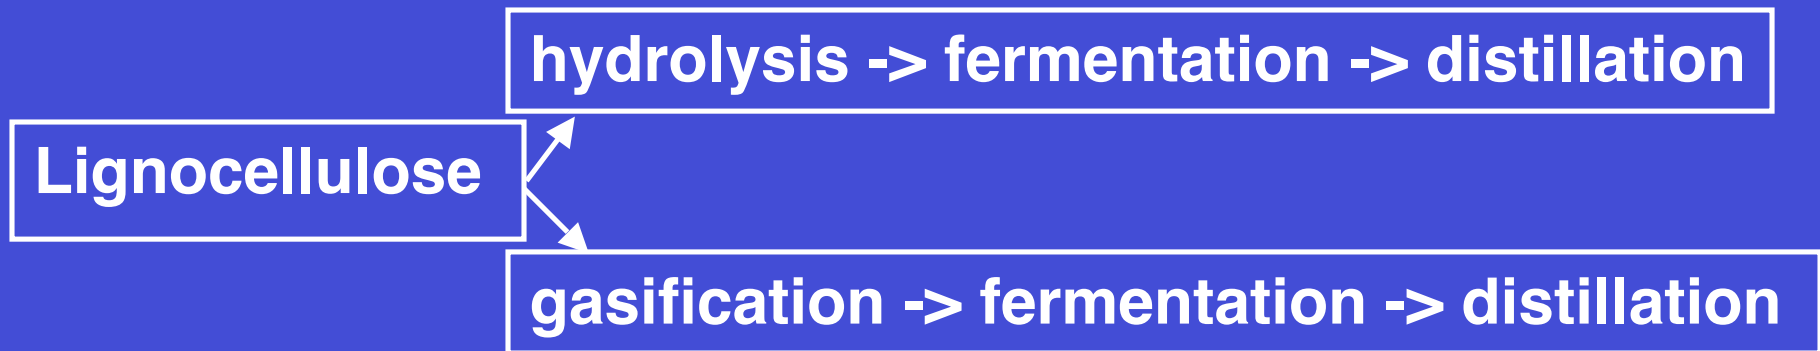 hydrolysis -> fermentation -> distillation
Lignocellulose
gasification -> fermentation -> distillation